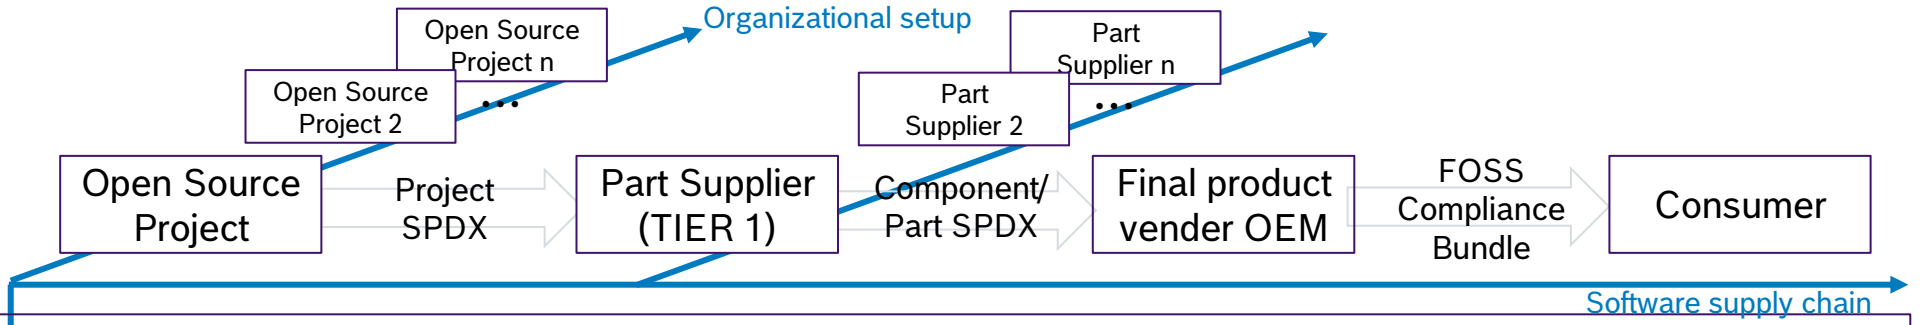 Open Source
Project n
Organizational setup
Part
Supplier n
Open Source
Project 2
...
Part
Supplier 2
...
Open Source
Project
Project
SPDX
Part Supplier
(TIER 1)
Component/
Part SPDX
Final product
vender OEM
FOSS
Compliance
Bundle
Consumer
Software supply chain